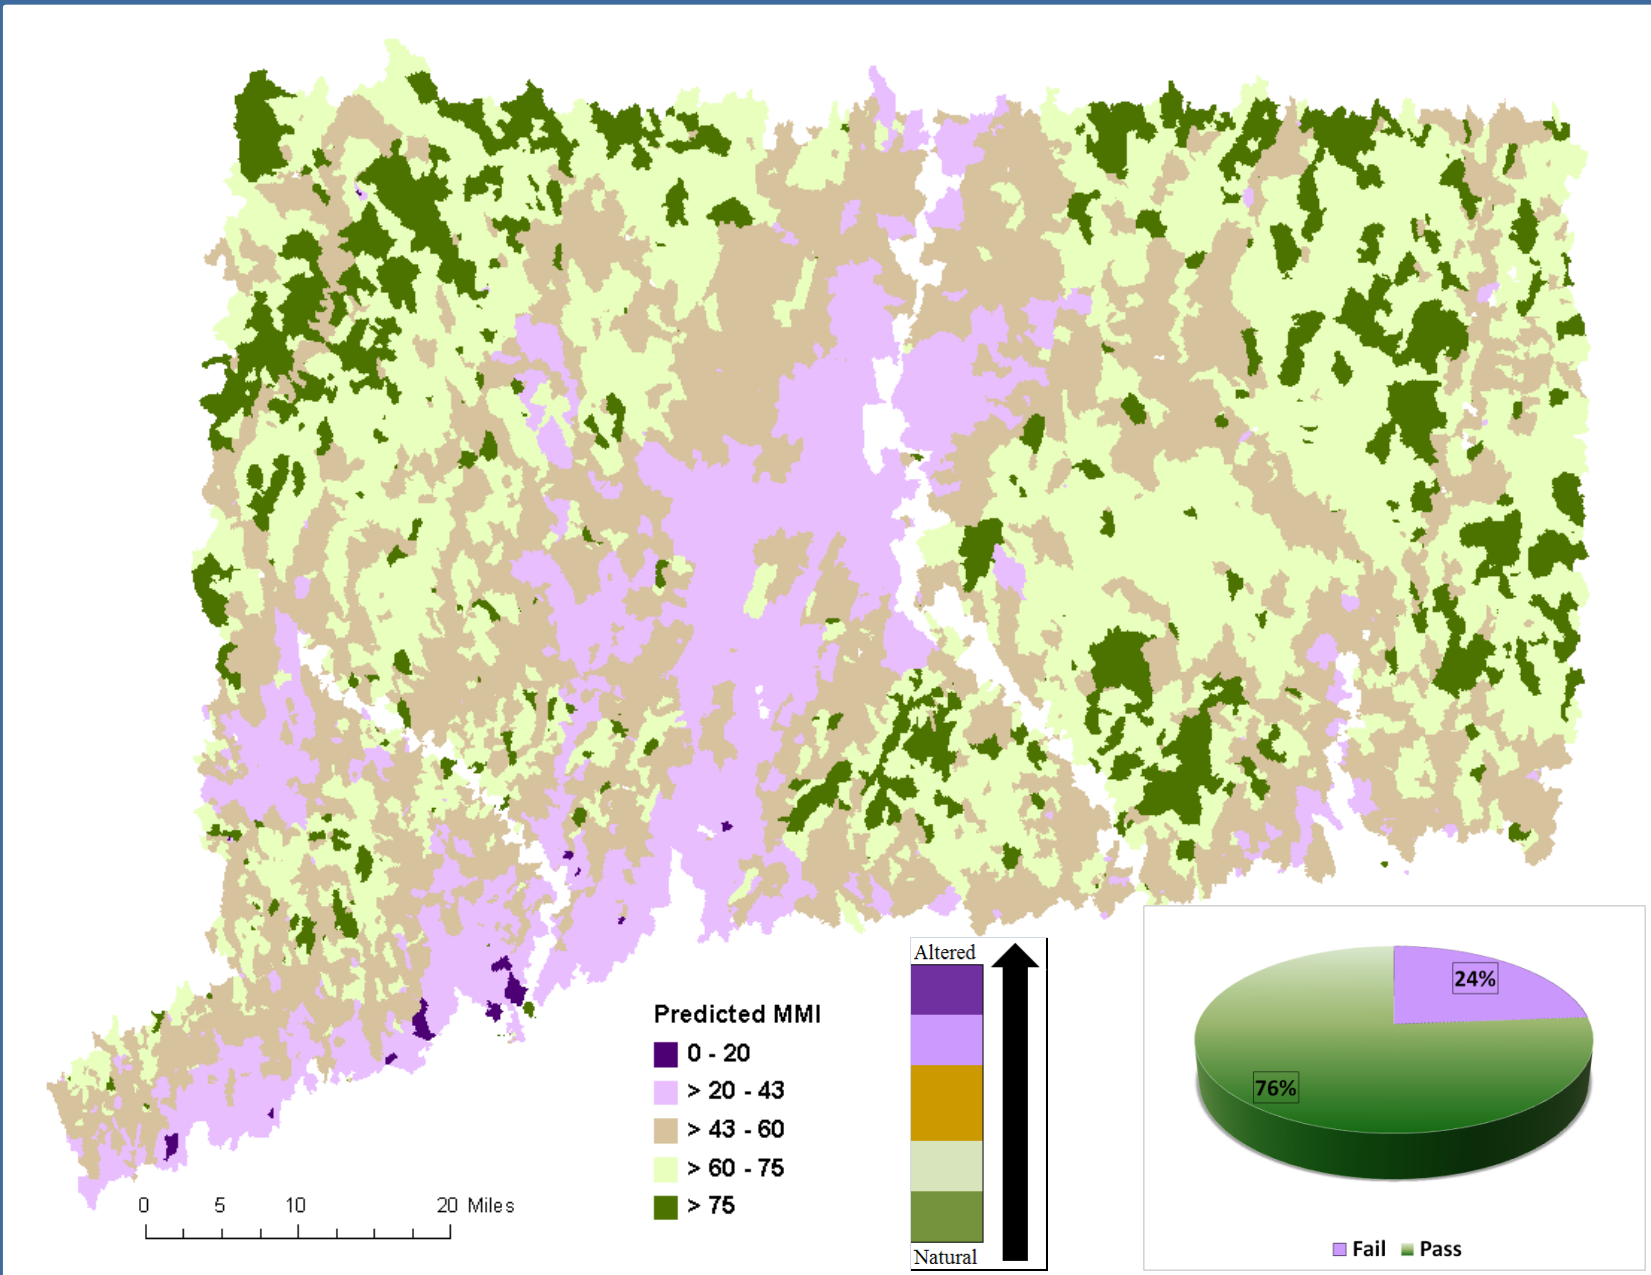 Predicted MMI
0 - 20
> 20 - 43
> 43 - 60
> 60 - 75
> 75
0 5 10 20 Miles
Altered
Natural
24%
76%
Fail Pass